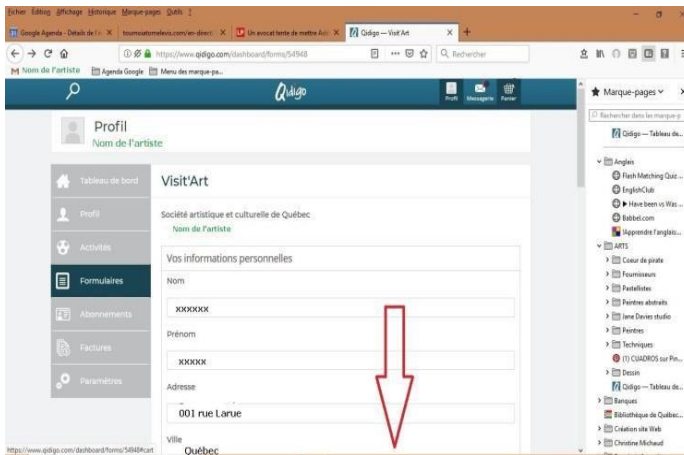 Fichier Édition Affichage Historique Marque-pages Outils ?
Google Agenda - Détails de l'é
tournoiatomelevis.com/en-direct
Un avocat tente de mettre
Qidigo — Visit'Art
https://www.qidigo.com/dashboard/forms/54948
Rechercher
Nom de l'artiste
Agenda Google
Menu des marque-pa...
Qidigo
Profil
Messagerie
Panier
Marque-pages
Rechercher dans les marque-p
Profil
Nom de l'artiste
Tableau de bord
Profil
Activités
Formulaires
Abonnements
Factures
Paramètres
Visit'Art
Société artistique et culturelle de Québec
Nom de l'artiste
Vos informations personnelles
Nom
xxxxxx
Prénom
xxxxx
Adresse
001 rue Larue
Ville
Québec
https://www.qidigo.com/dashboard/forms/54948#cart
Qidigo — Tableau de...
Anglais
Flash Matching Quiz ...
EnglishClub
Have been vs Was ...
Babbel.com
!Apprendre l'anglais...
ARTS
Coeur de pirate
Fournisseurs
Pastellistes
Peintres abstraits
Jane Davies studio
Peintres
Techniques
(1) CUADROS sur Pin...
Dessin
Qidigo — Tableau de...
Banques
Bibliothèque de Québec...
Création site Web
Christine Michaud